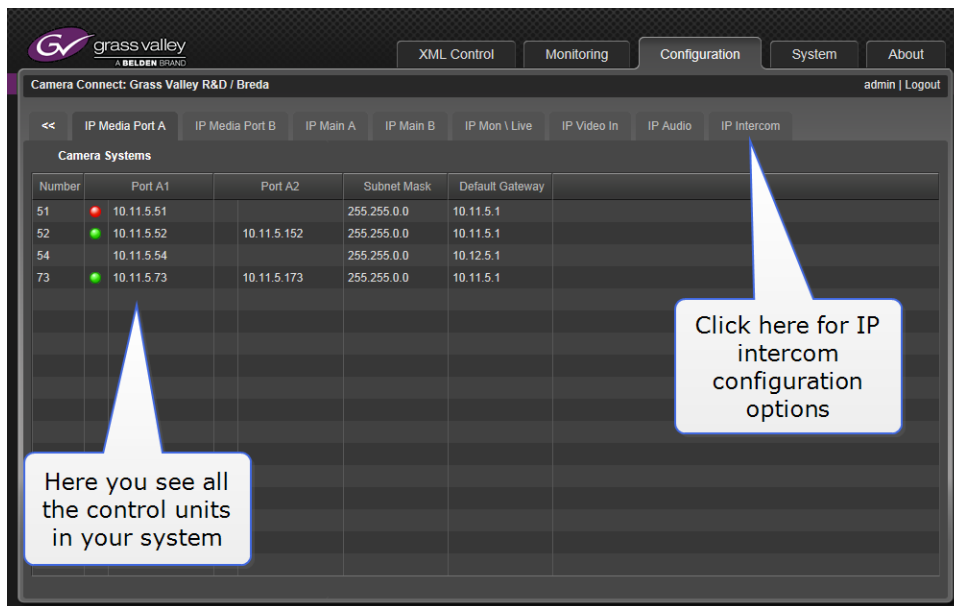 GV grass valley
A BELDEN BRAND
XML Control Monitoring Configuration System About
Camera Connect: Grass Valley R&D / Breda admin | Logout
<< IP Media Port A IP Media Port B IP Main A IP Main B IP Mon \ Live IP Video In IP Audio IP Intercom
Camera Systems
Number Port A1 Port A2 Subnet Mask Default Gateway
51 10.11.5.51 255.255.0.0 10.11.5.1
52 10.11.5.52 10.11.5.152 255.255.0.0 10.11.5.1
54 10.11.5.54 255.255.0.0 10.12.5.1
73 10.11.5.73 10.11.5.173 255.255.0.0 10.11.5.1
Click here for IP
intercom
configuration
options
Here you see all
the control units
in your system